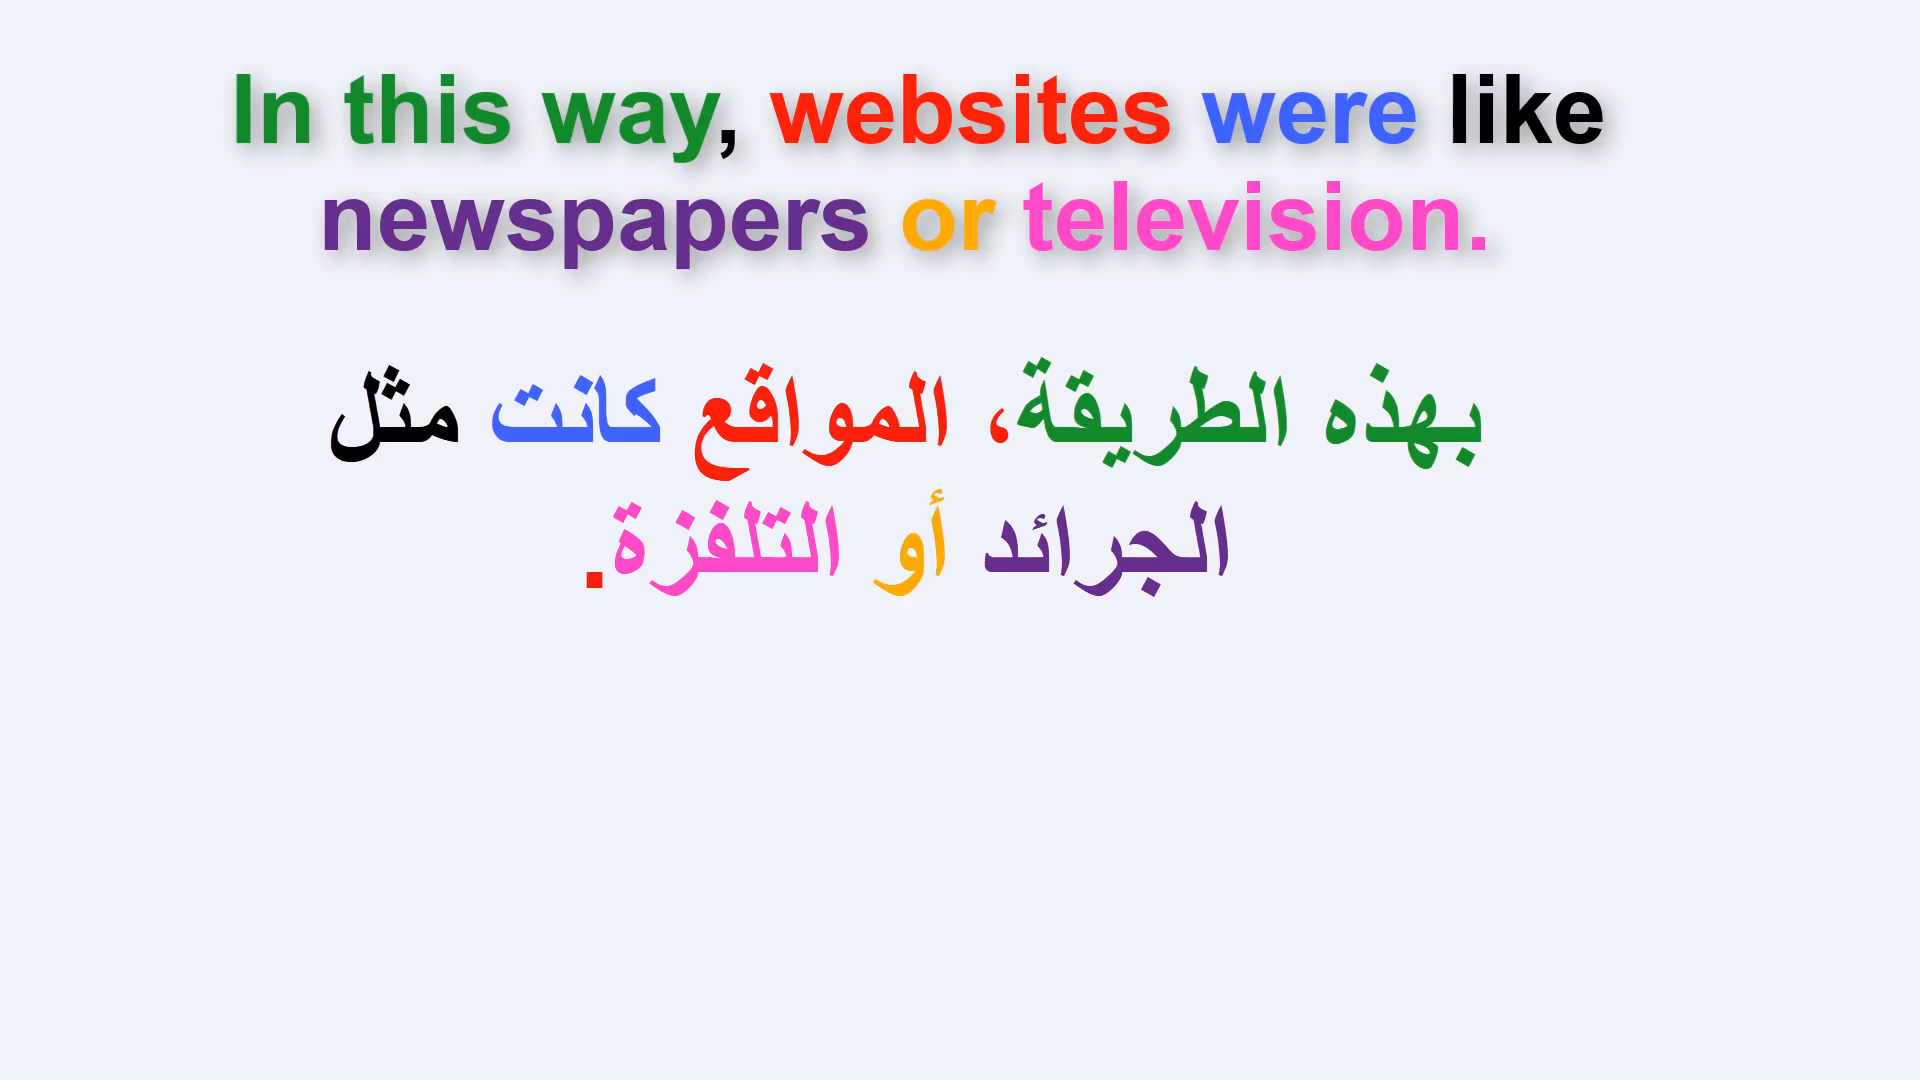 In this way, websites were like
newspapers or television.
بهذه الطريقة، المواقع كانت مثل
الجرائد أو التلفزة.